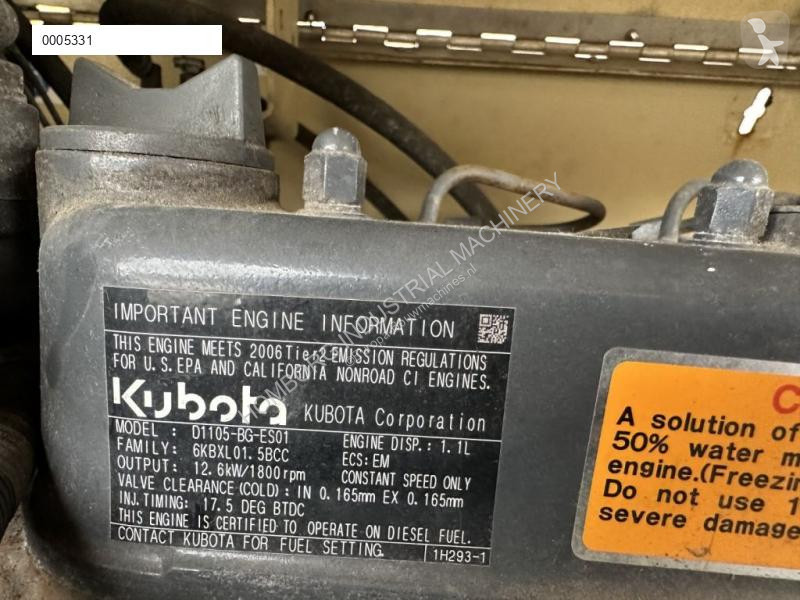 0005331
IMPORTANT ENGINE INFORMATION
THIS ENGINE MEETS 2006 Tier2 EMISSION REGULATIONS
FOR U.S. EPA AND CALIFORNIA NONROAD CI ENGINES.
Kubota KUBOTA Corporation
MODEL : D1105-BG-ES01 ENGINE DISP.: 1.1L
FAMILY: 6KBXL01.5BCC ECS: EM
OUTPUT: 12.6kW/1800rpm CONSTANT SPEED ONLY
VALVE CLEARANCE (COLD): IN 0.165mm EX 0.165mm
INJ. TIMING: 17.5 DEG BTDC
THIS ENGINE IS CERTIFIED TO OPERATE ON DIESEL FUEL.
CONTACT KUBOTA FOR FUEL SETTING. 1H293-1
A solution of
50% water
engine.(Freezin
Do not use 1
severe damage
INDUSTRIAL MACHINERY